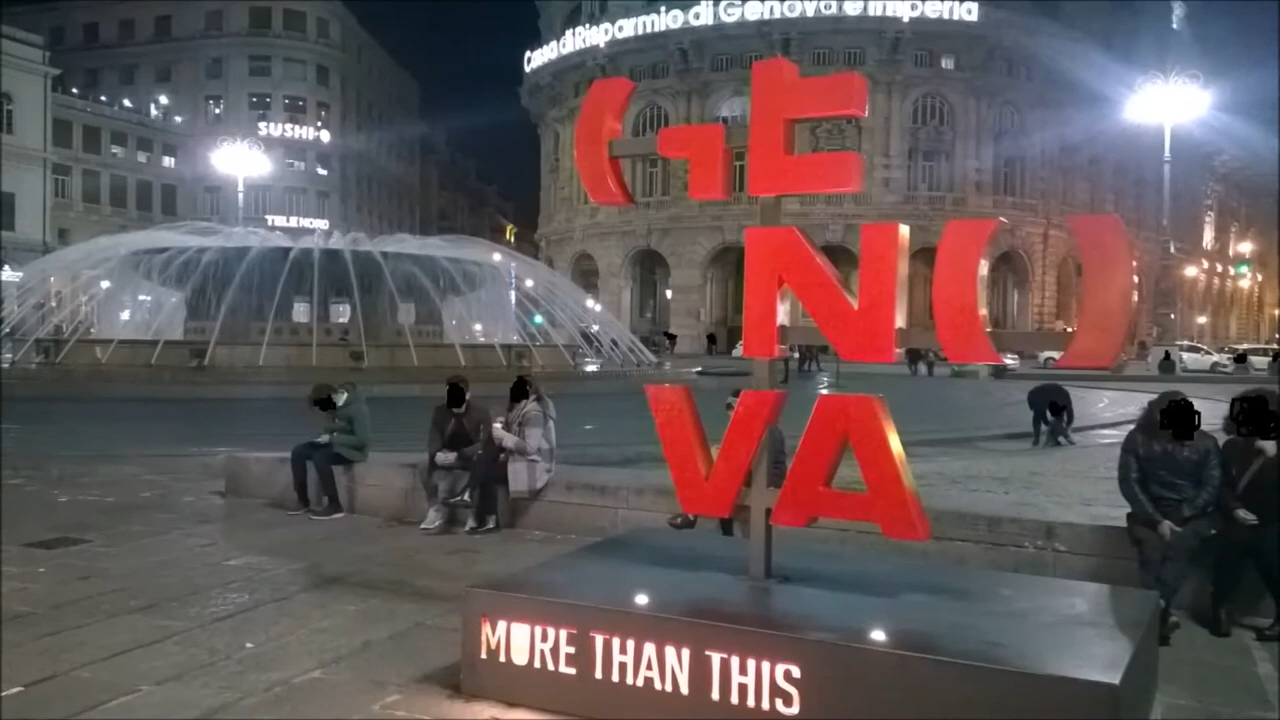 Cassa di Risparmio di Genova e Imperia
SUSHI
TELENORD
GE
NO
VA
MORE THAN THIS